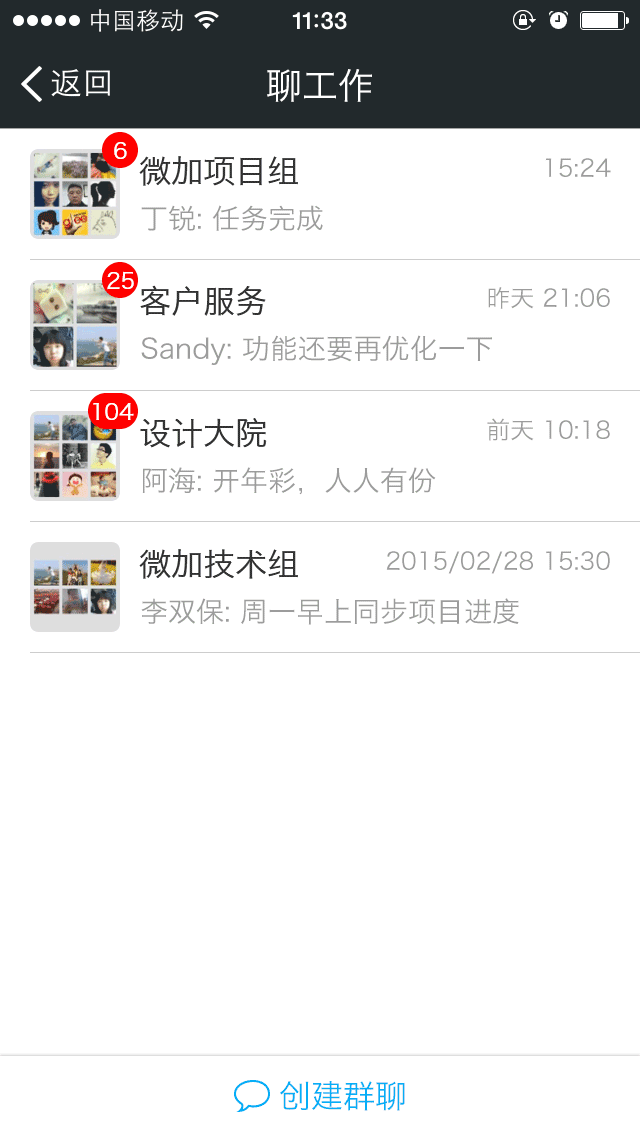 中国移动 11:33
返回 聊工作
6
微加项目组 15:24
丁锐: 任务完成
25
客户服务 昨天 21:06
Sandy: 功能还要再优化一下
104
设计大院 前天 10:18
阿海: 开年彩，人人有份
微加技术组 2015/02/28 15:30
李双保: 周一早上同步项目进度
创建群聊